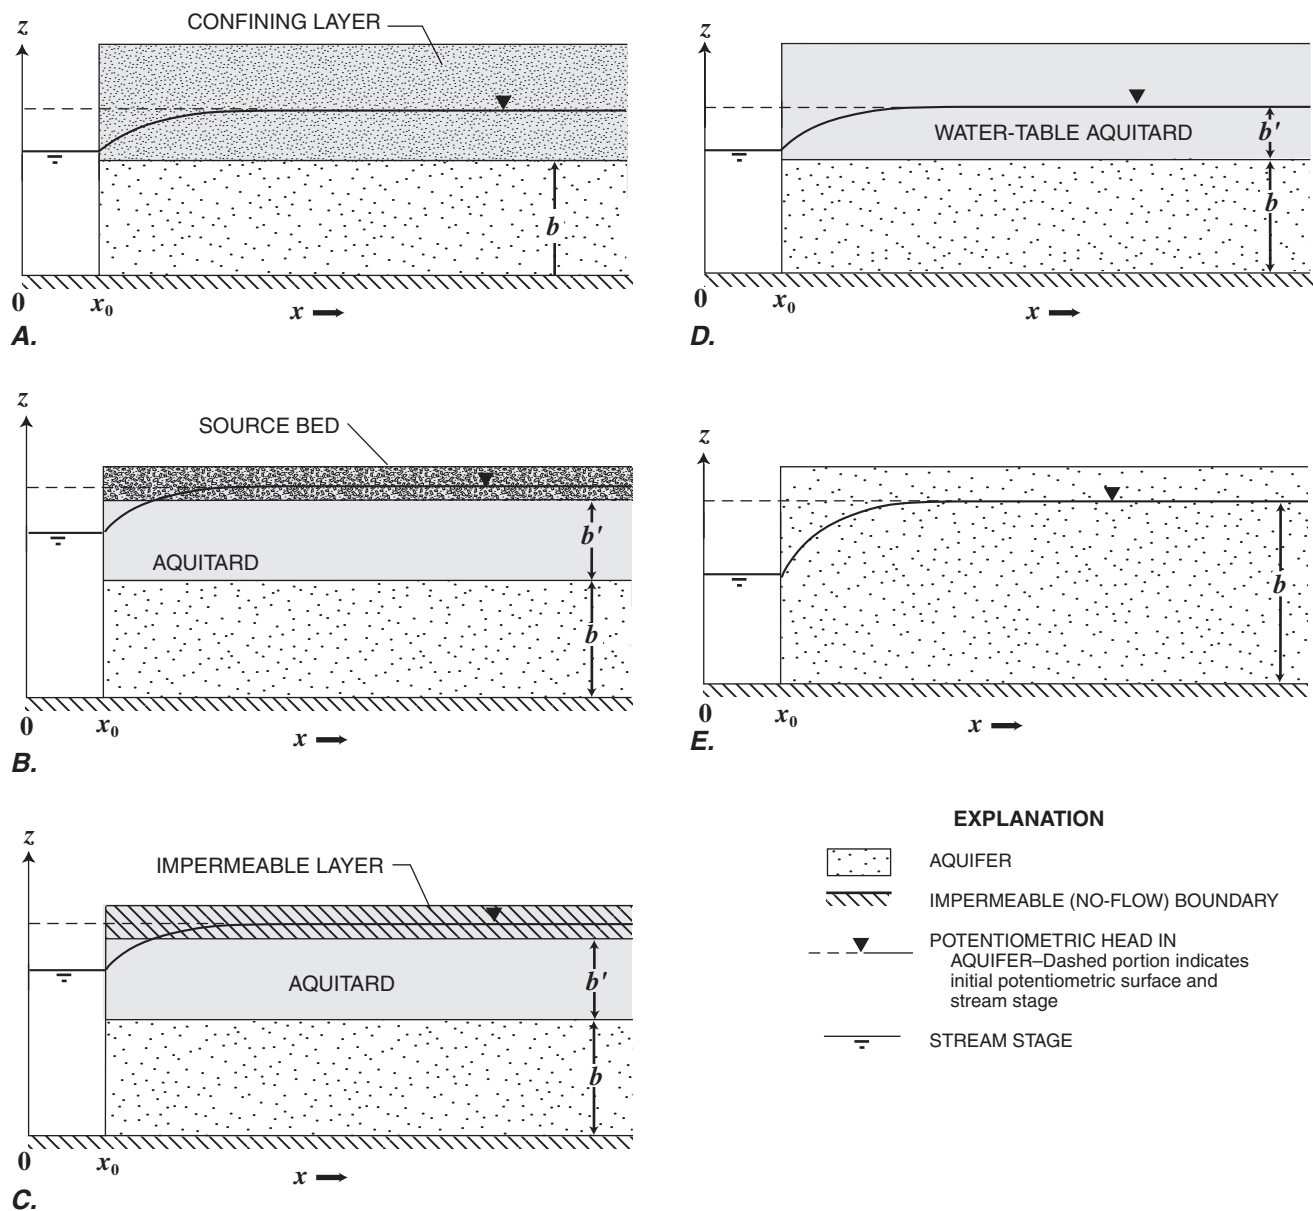 z
CONFINING LAYER
b
0
x₀
x
A.
z
SOURCE BED
b'
AQUITARD
b
0
x₀
x
B.
z
IMPERMEABLE LAYER
AQUITARD
b'
b
0
x₀
x
C.
z
WATER-TABLE AQUITARD
b'
b
0
x₀
x
D.
z
b
0
x₀
x
E.
EXPLANATION
AQUIFER
IMPERMEABLE (NO-FLOW) BOUNDARY
POTENTIOMETRIC HEAD IN
AQUIFER–Dashed portion indicates
initial potentiometric surface and
stream stage
STREAM STAGE